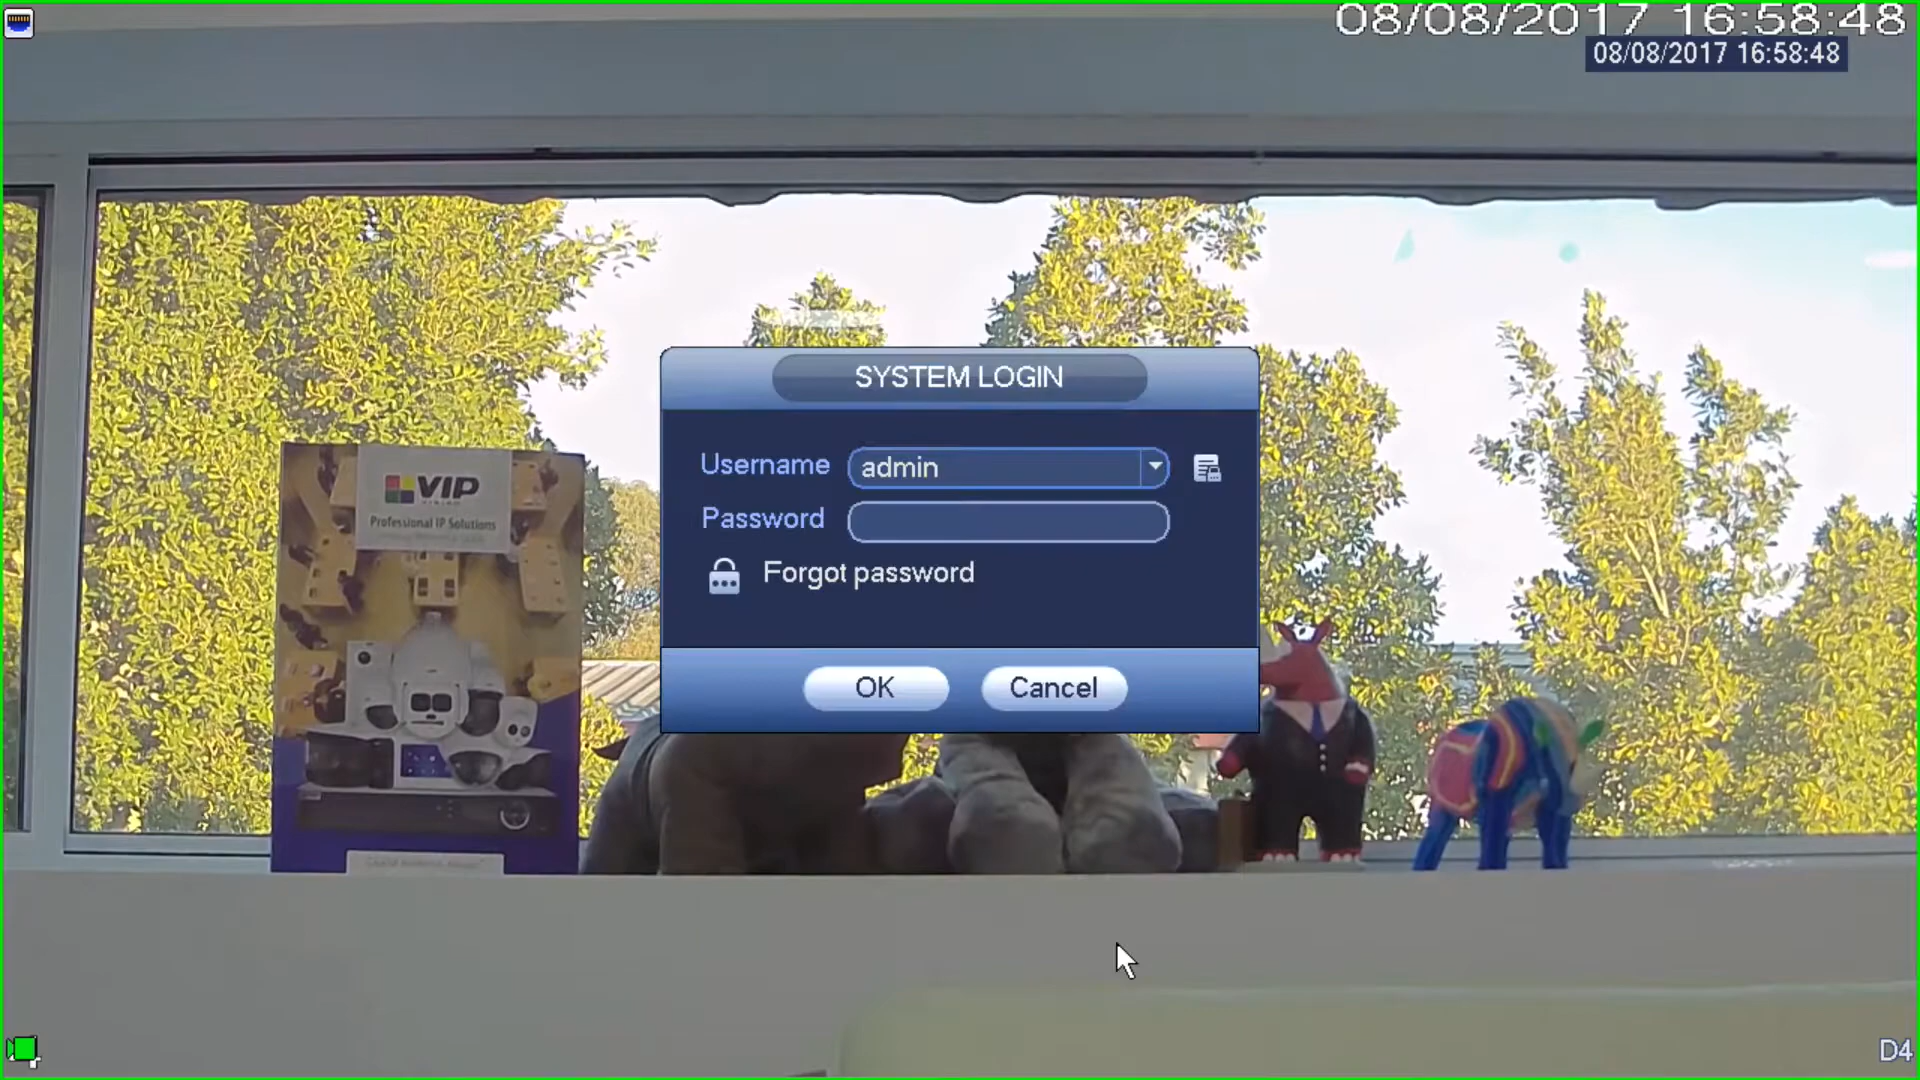 08/08/2017 16:58:48
08/08/2017 16:58:48
SYSTEM LOGIN
Username admin
Password
Forgot password
OK Cancel
VIP
VISION
Professional IP Solutions
D4